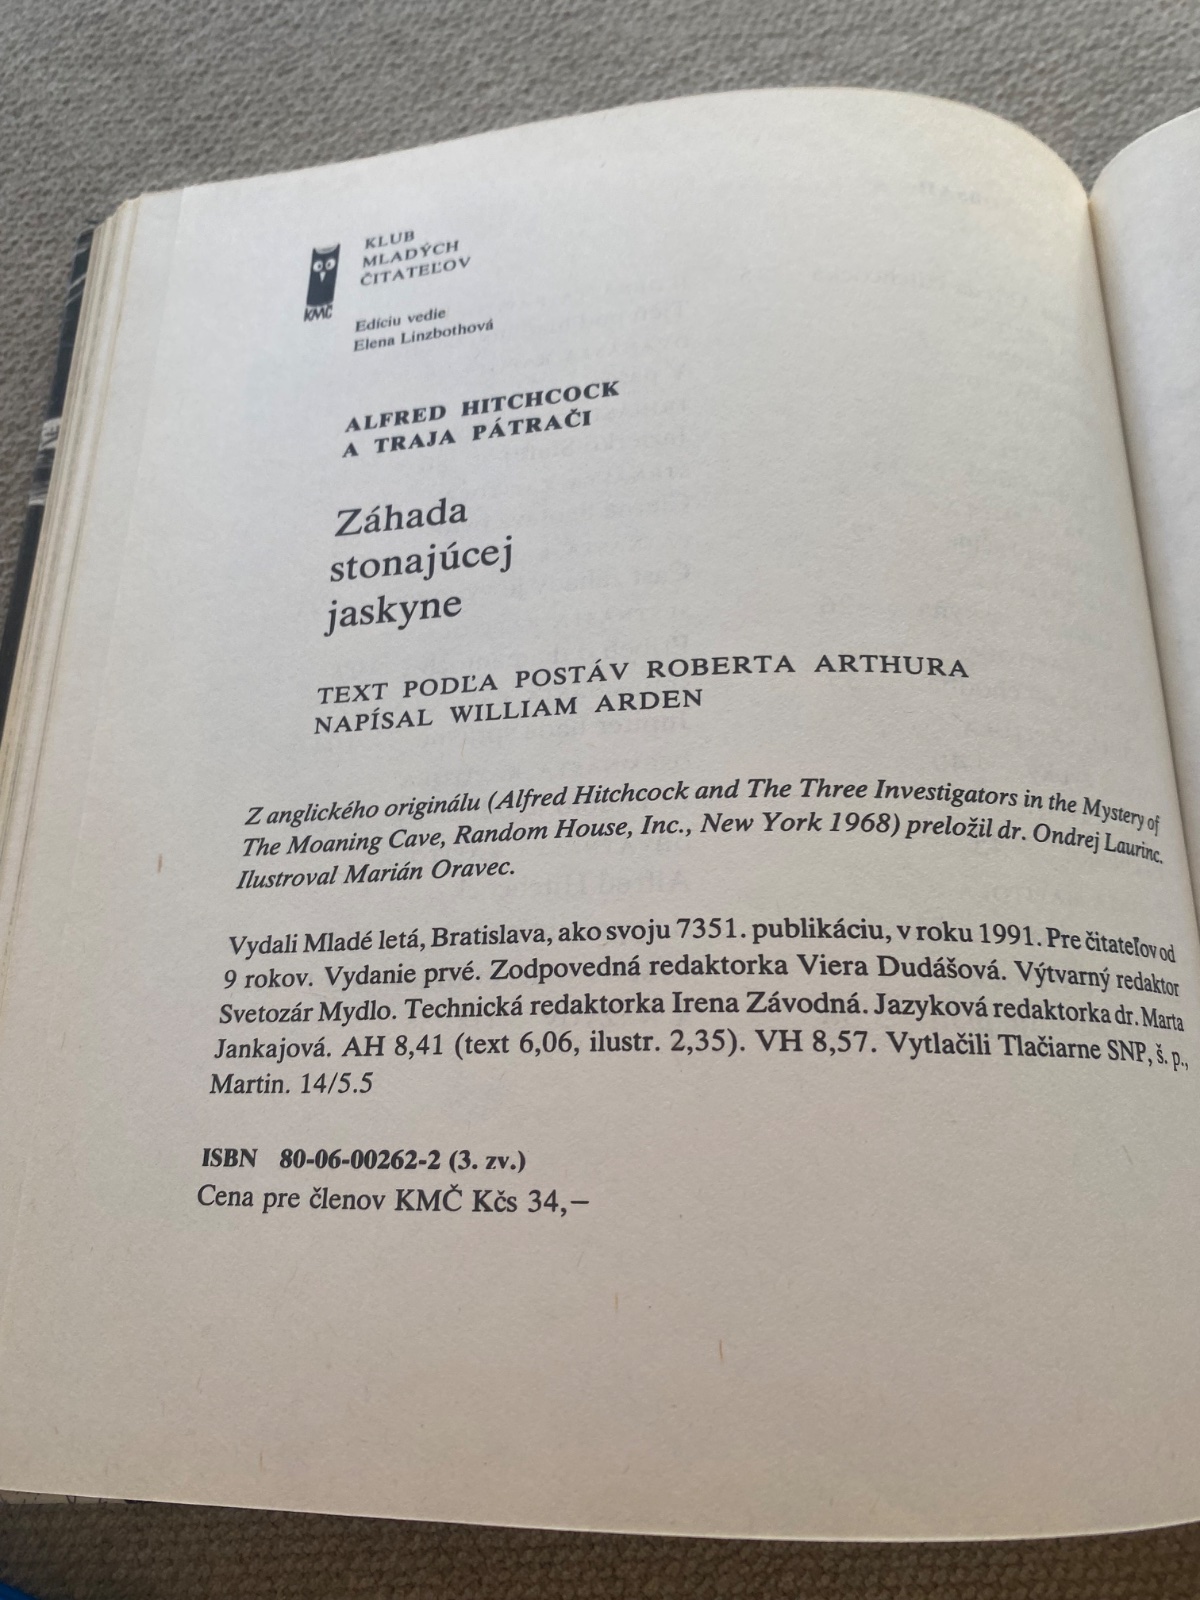 KLUB
MLADÝCH
ČITATEĽOV
KMČ
Edíciu vedie
Elena Linzbothová
ALFRED HITCHCOCK
A TRAJA PÁTRAČI
Záhada
stonajúcej
jaskyne
TEXT PODĽA POSTÁV ROBERTA ARTHURA
NAPÍSAL WILLIAM ARDEN
Z anglického originálu (Alfred Hitchcock and The Three Investigators in the Mystery of
The Moaning Cave, Random House, Inc., New York 1968) preložil dr. Ondrej Laurinc.
Ilustroval Marián Oravec.
Vydali Mladé letá, Bratislava, ako svoju 7351. publikáciu, v roku 1991. Pre čitateľov od
9 rokov. Vydanie prvé. Zodpovedná redaktorka Viera Dudášová. Výtvarný redaktor
Svetozár Mydlo. Technická redaktorka Irena Závodná. Jazyková redaktorka dr. Marta
Jankajová. AH 8,41 (text 6,06, ilustr. 2,35). VH 8,57. Vytlačili Tlačiarne SNP, š. p.,
Martin. 14/5.5
ISBN 80-06-00262-2 (3. zv.)
Cena pre členov KMČ Kčs 34,—